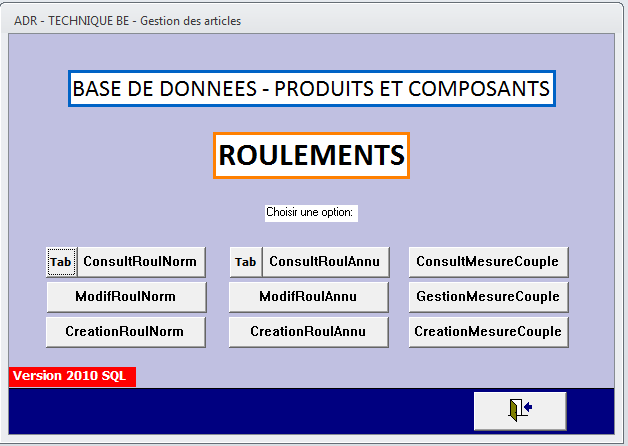 ADR - TECHNIQUE BE - Gestion des articles
BASE DE DONNEES - PRODUITS ET COMPOSANTS
ROULEMENTS
Choisir une option:
Tab ConsultRoulNorm Tab ConsultRoulAnnu ConsultMesureCouple
ModifRoulNorm ModifRoulAnnu GestionMesureCouple
CreationRoulNorm CreationRoulAnnu CreationMesureCouple
Version 2010 SQL